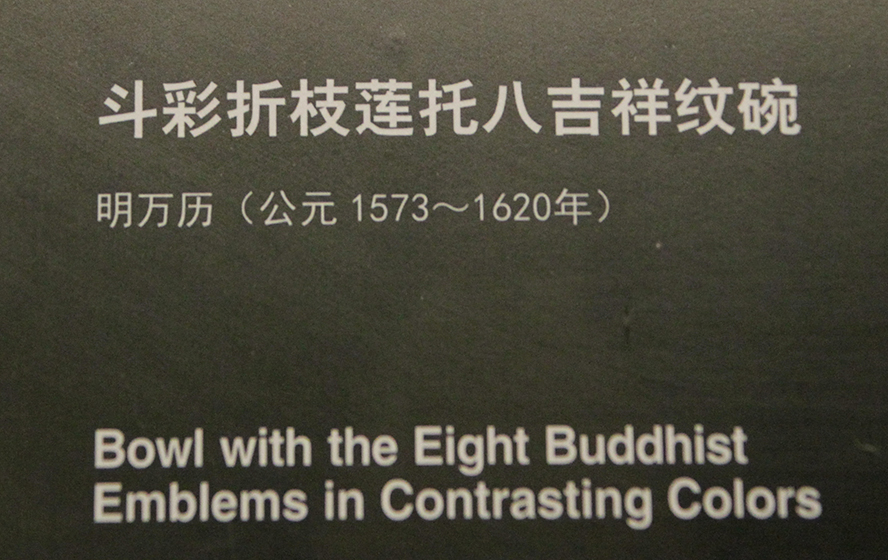 斗彩折枝莲托八吉祥纹碗
明万历（公元 1573～1620年）
Bowl with the Eight Buddhist
Emblems in Contrasting Colors